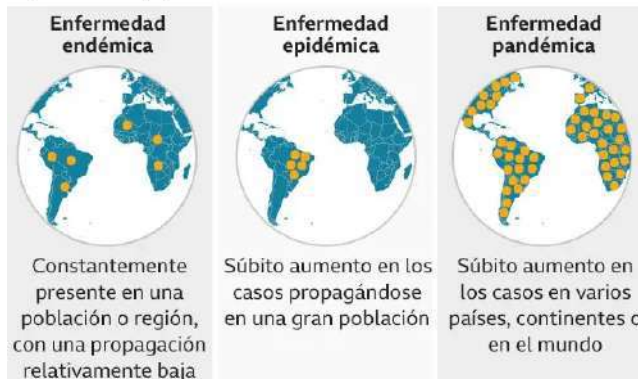 Enfermedad
endémica
Constantemente
presente en una
población o región,
con una propagación
relativamente baja
Enfermedad
epidémica
Súbito aumento en los
casos propagándose
en una gran población
Enfermedad
pandémica
Súbito aumento en
los casos en varios
países, continentes o
en el mundo